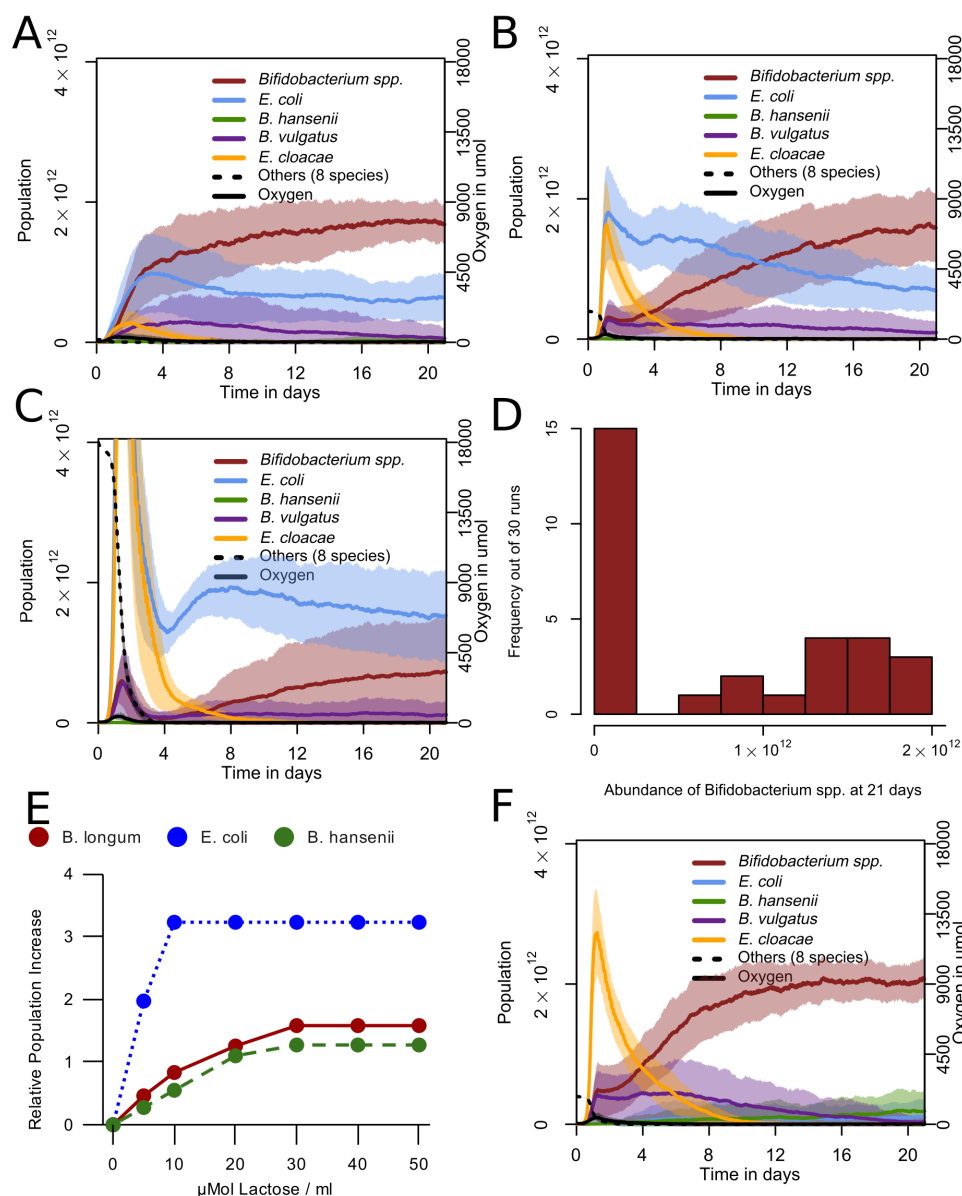 A
Population
0
2 × 10 12
4 × 10 12
Bifidobacterium spp.
E. coli
B. hansenii
B. vulgatus
E. cloacae
Others (8 species)
Oxygen
0
4500
9000
13500
18000
Oxygen in umol
0 4 8 12 16 20
Time in days
B
Population
0
2 × 10 12
4 × 10 12
Bifidobacterium spp.
E. coli
B. hansenii
B. vulgatus
E. cloacae
Others (8 species)
Oxygen
0
4500
9000
13500
18000
Oxygen in umol
0 4 8 12 16 20
Time in days
C
Population
0
2 × 10 12
4 × 10 12
Bifidobacterium spp.
E. coli
B. hansenii
B. vulgatus
E. cloacae
Others (8 species)
Oxygen
0
4500
9000
13500
18000
Oxygen in umol
0 4 8 12 16 20
Time in days
D
Frequency out of 30 runs
15
10
5
0
0 1 × 10 12 2 × 10 12
Abundance of Bifidobacterium spp. at 21 days
E
B. longum E. coli B. hansenii
Relative Population Increase
4
3
2
1
0
0 10 20 30 40 50
μMol Lactose / ml
F
Population
0
2 × 10 12
4 × 10 12
Bifidobacterium spp.
E. coli
B. hansenii
B. vulgatus
E. cloacae
Others (8 species)
Oxygen
0
4500
9000
13500
18000
Oxygen in umol
0 4 8 12 16 20
Time in days